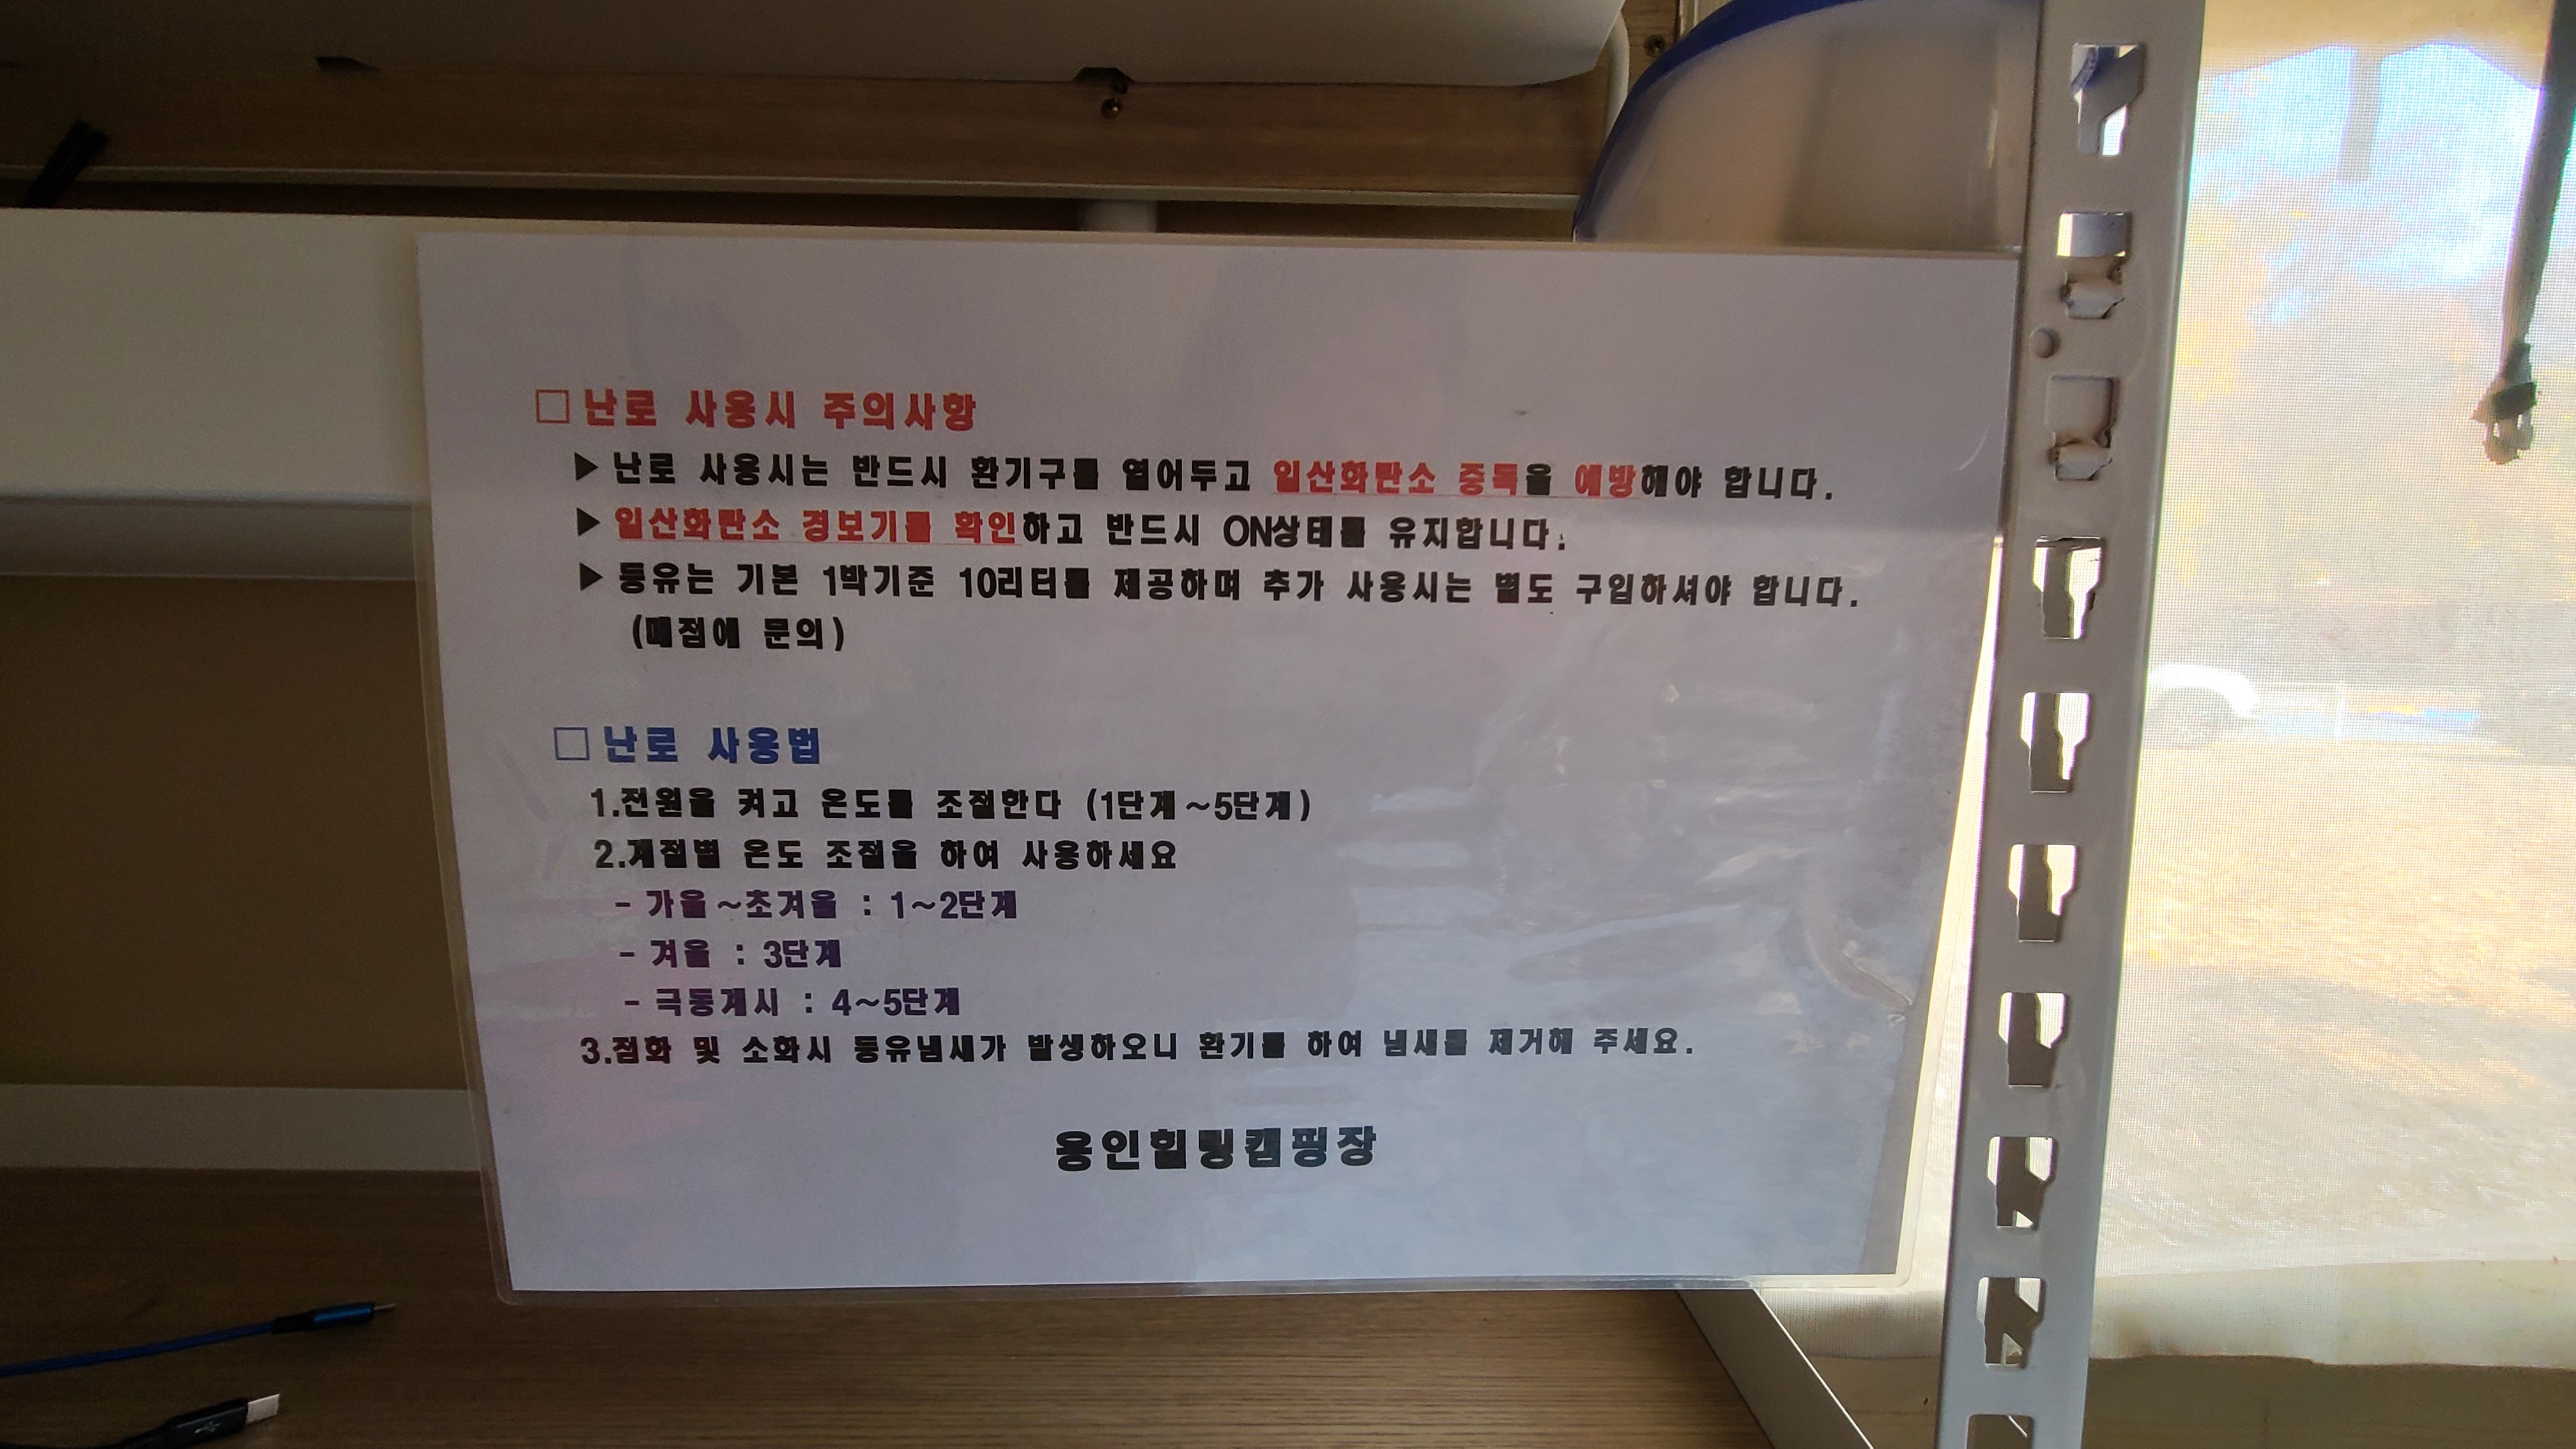 □ 난로 사용시 주의사항
▶ 난로 사용시는 반드시 환기구를 열어두고 일산화탄소 중독을 예방해야 합니다.
▶ 일산화탄소 경보기를 확인하고 반드시 ON상태를 유지합니다.
▶ 등유는 기본 1박기준 10리터를 제공하며 추가 사용시는 별도 구입하셔야 합니다.
(매점에 문의)
□ 난로 사용법
1.전원을 켜고 온도를 조절한다 (1단계~5단계)
2.계절별 온도 조절을 하여 사용하세요
- 가을~초겨울 : 1~2단계
- 겨울 : 3단계
- 극동계시 : 4~5단계
3.점화 및 소화시 등유냄새가 발생하오니 환기를 하여 냄새를 제거해 주세요.
용인힐링캠핑장